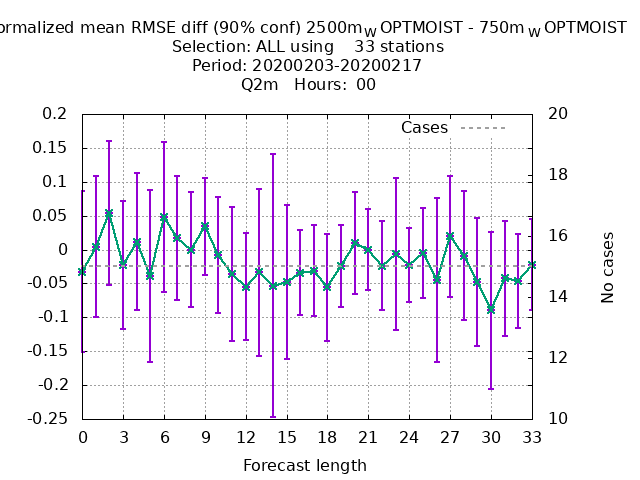 ormalized mean RMSE diff (90% conf) 2500mW OPTMOIST - 750mW OPTMOIST
Selection: ALL using 33 stations
Period: 20200203-20200217
Q2m Hours: 00
Cases
0.2
0.15
0.1
0.05
0
-0.05
-0.1
-0.15
-0.2
-0.25
20
18
16
14
12
10
No cases
0 3 6 9 12 15 18 21 24 27 30 33
Forecast length